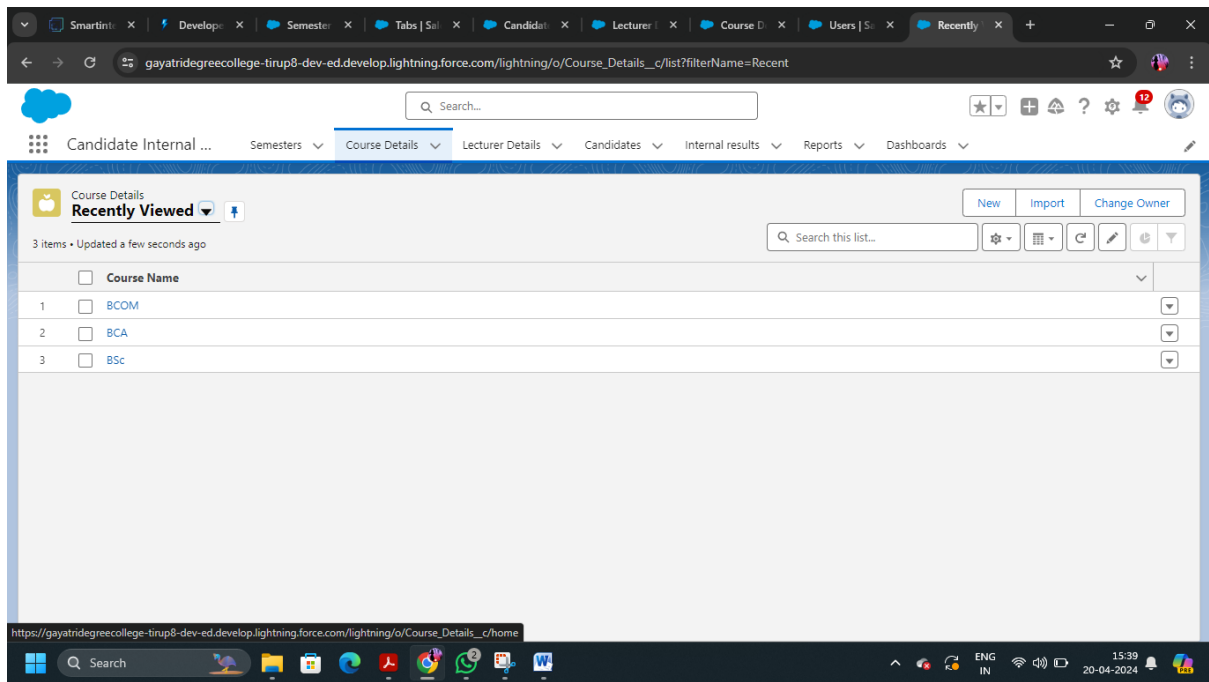 Smartinte Develope Semester Tabs | Sal Candidat Lecturer Course D Users | Sa Recently
gayatridegreecollege-tirup8-dev-ed.develop.lightning.force.com/lightning/o/Course_Details__c/list?filterName=Recent
Search...
12
Candidate Internal ... Semesters Course Details Lecturer Details Candidates Internal results Reports Dashboards
Course Details
Recently Viewed
New Import Change Owner
3 items • Updated a few seconds ago
Search this list...
Course Name
1 BCOM
2 BCA
3 BSc
https://gayatridegreecollege-tirup8-dev-ed.develop.lightning.force.com/lightning/o/Course_Details__c/home
Search
2
ENG
IN
15:39
20-04-2024
PRE